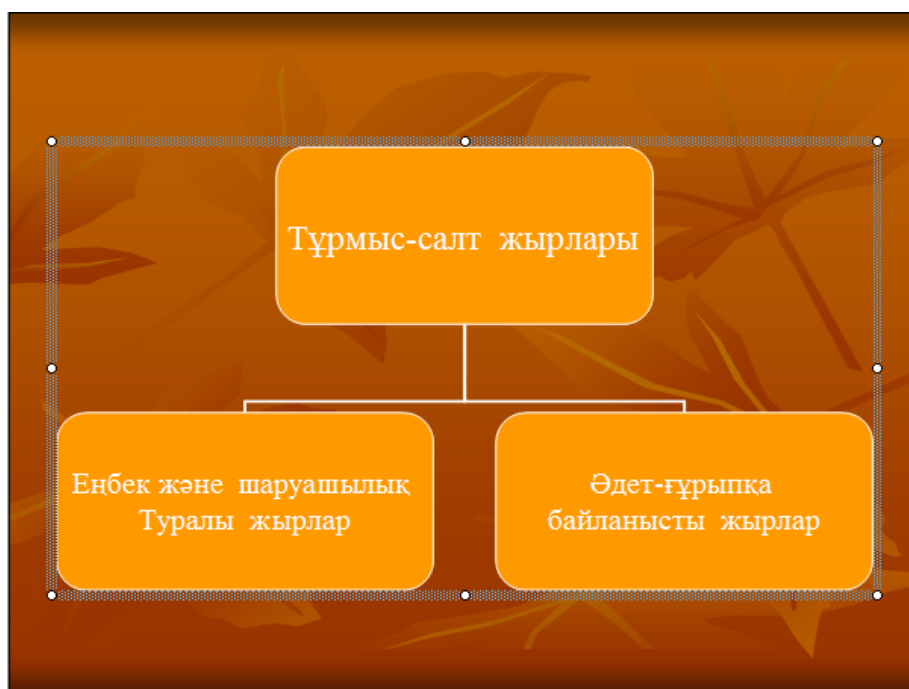 Тұрмыс-салт жырлары
Еңбек және шаруашылық
Туралы жырлар
Әдет-ғұрыпқа
байланысты жырлар